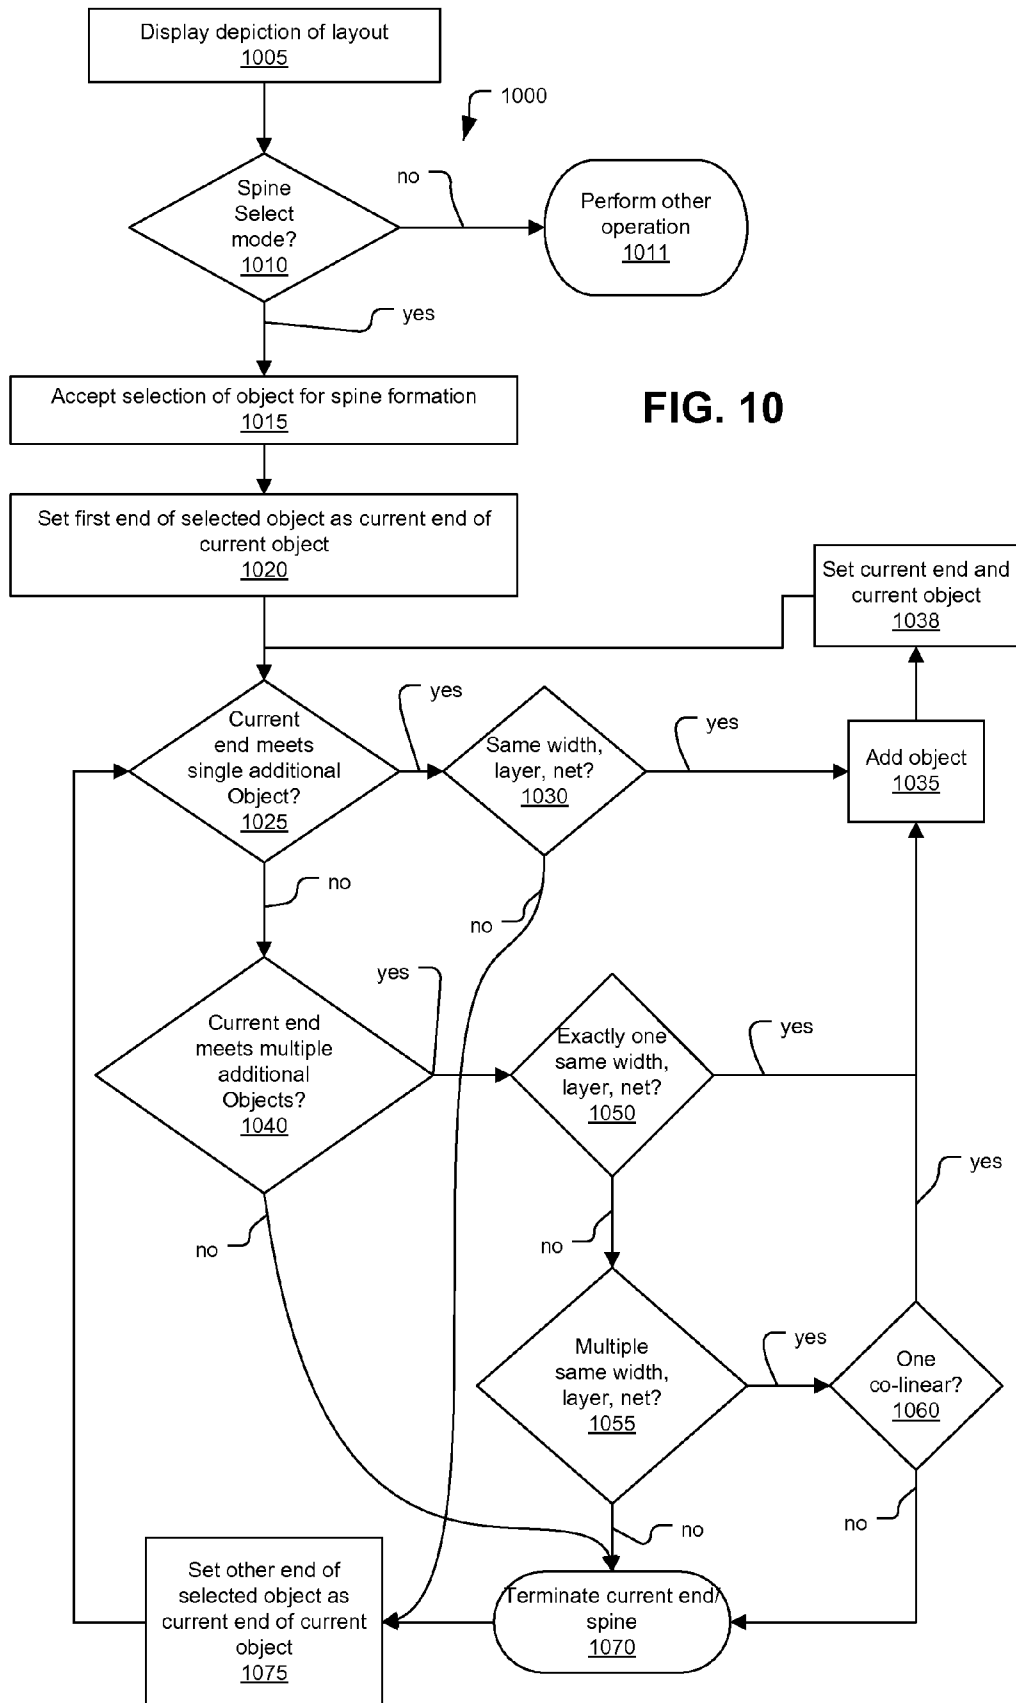 Display depiction of layout
1005
1000
Spine
Select
mode?
1010
no
Perform other
operation
1011
yes
Accept selection of object for spine formation
1015
FIG. 10
Set first end of selected object as current end of
current object
1020
Set current end and
current object
1038
Current
end meets
single additional
Object?
1025
yes
Same width,
layer, net?
1030
yes
Add object
1035
no
no
Current end
meets multiple
additional
Objects?
1040
yes
Exactly one
same width,
layer, net?
1050
yes
yes
no
no
Multiple
same width,
layer, net?
1055
yes
One
co-linear?
1060
no
no
Set other end of
selected object as
current end of current
object
1075
Terminate current end/
spine
1070